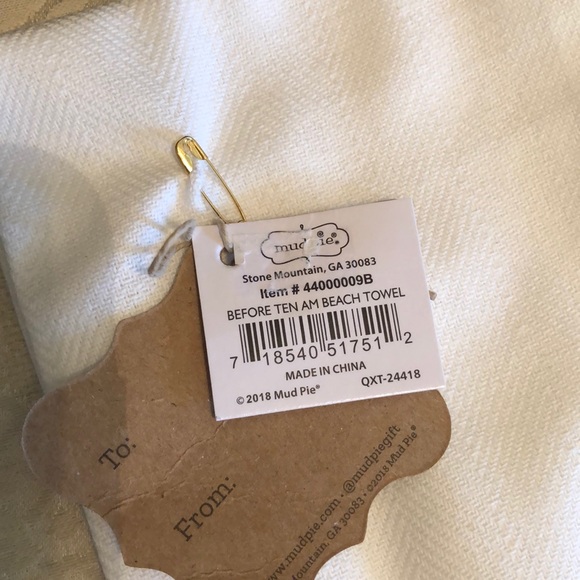 mud pie®
Stone Mountain, GA 30083
Item # 44000009B
BEFORE TEN AM BEACH TOWEL
7 18540 51751 2
MADE IN CHINA
© 2018 Mud Pie® QXT-24418
To:
From:
www.mudpie.com · @mudpiegift
Mountain, GA 30083 · ©2018 Mud Pie®